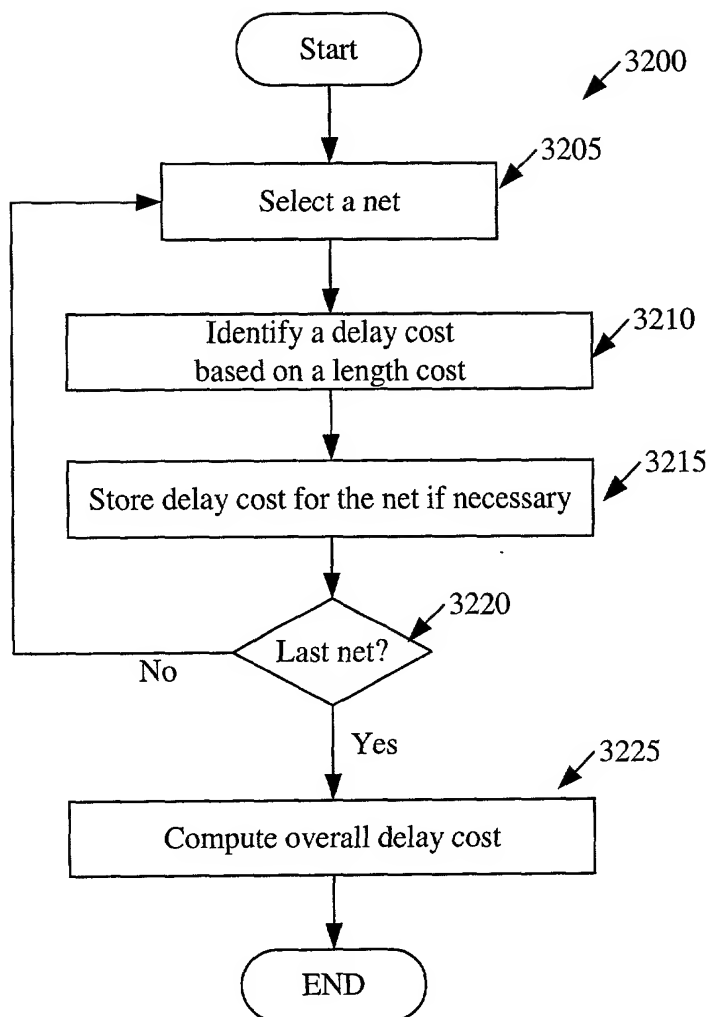 Start
3200
3205
Select a net
3210
Identify a delay cost
based on a length cost
3215
Store delay cost for the net if necessary
3220
Last net?
No
Yes
3225
Compute overall delay cost
END